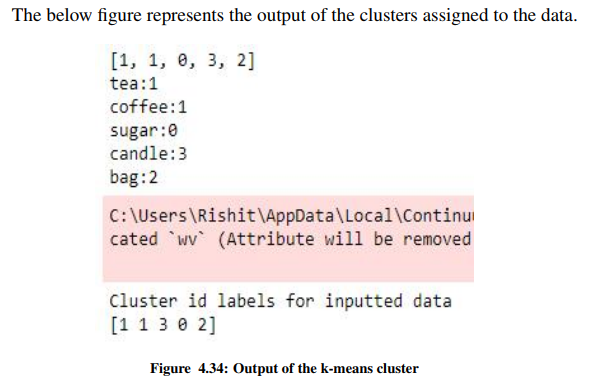 The below figure represents the output of the clusters assigned to the data.
[1, 1, 0, 3, 2]
tea:1
coffee:1
sugar:0
candle:3
bag:2
C:\Users\Rishit\AppData\Local\Continu
cated `wv` (Attribute will be removed
Cluster id labels for inputted data
[1 1 3 0 2]
Figure 4.34: Output of the k-means cluster